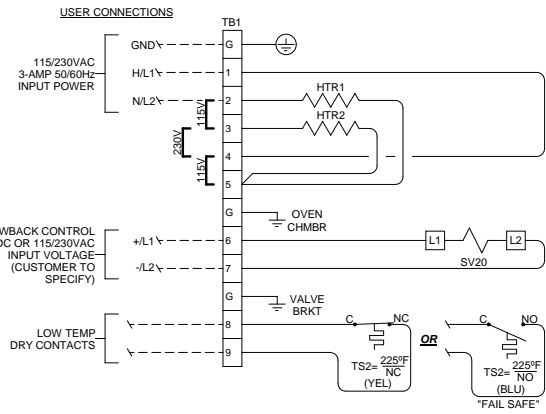 USER CONNECTIONS
TB1
GND
G
115/230VAC
3-AMP 50/60Hz
INPUT POWER
H/L1
1
HTR1
N/L2
2
115V
HTR2
3
230V
4
115V
5
G
OVEN
CHMBR
WBACK CONTROL
DC OR 115/230VAC
INPUT VOLTAGE
(CUSTOMER TO
SPECIFY)
+/L1
6
L1
L2
SV20
-/L2
7
G
VALVE
BRKT
LOW TEMP
DRY CONTACTS
8
9
C
NC
TS2= 225ºF
NC
(YEL)
OR
C
NO
TS2= 225ºF
NO
(BLU)
"FAIL SAFE"